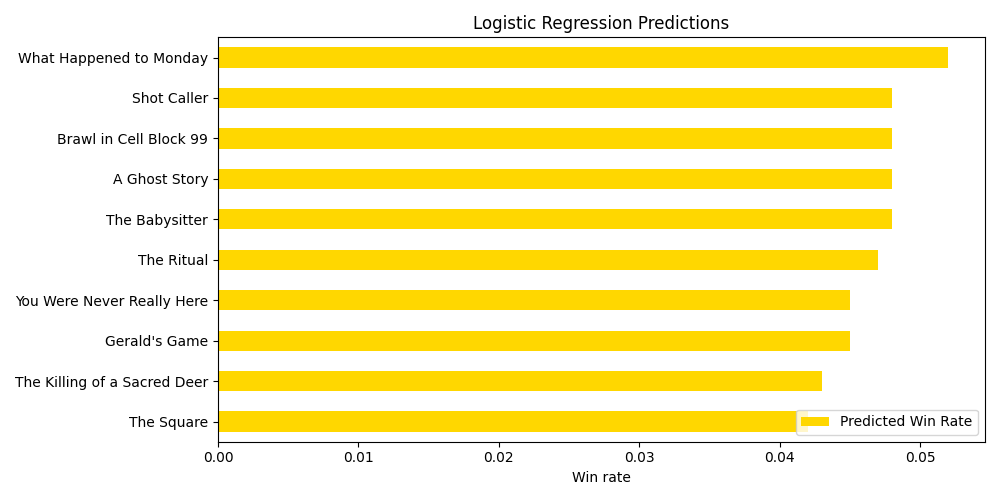 Logistic Regression Predictions
What Happened to Monday
Shot Caller
Brawl in Cell Block 99
A Ghost Story
The Babysitter
The Ritual
You Were Never Really Here
Gerald's Game
The Killing of a Sacred Deer
The Square
Predicted Win Rate
0.00 0.01 0.02 0.03 0.04 0.05
Win rate